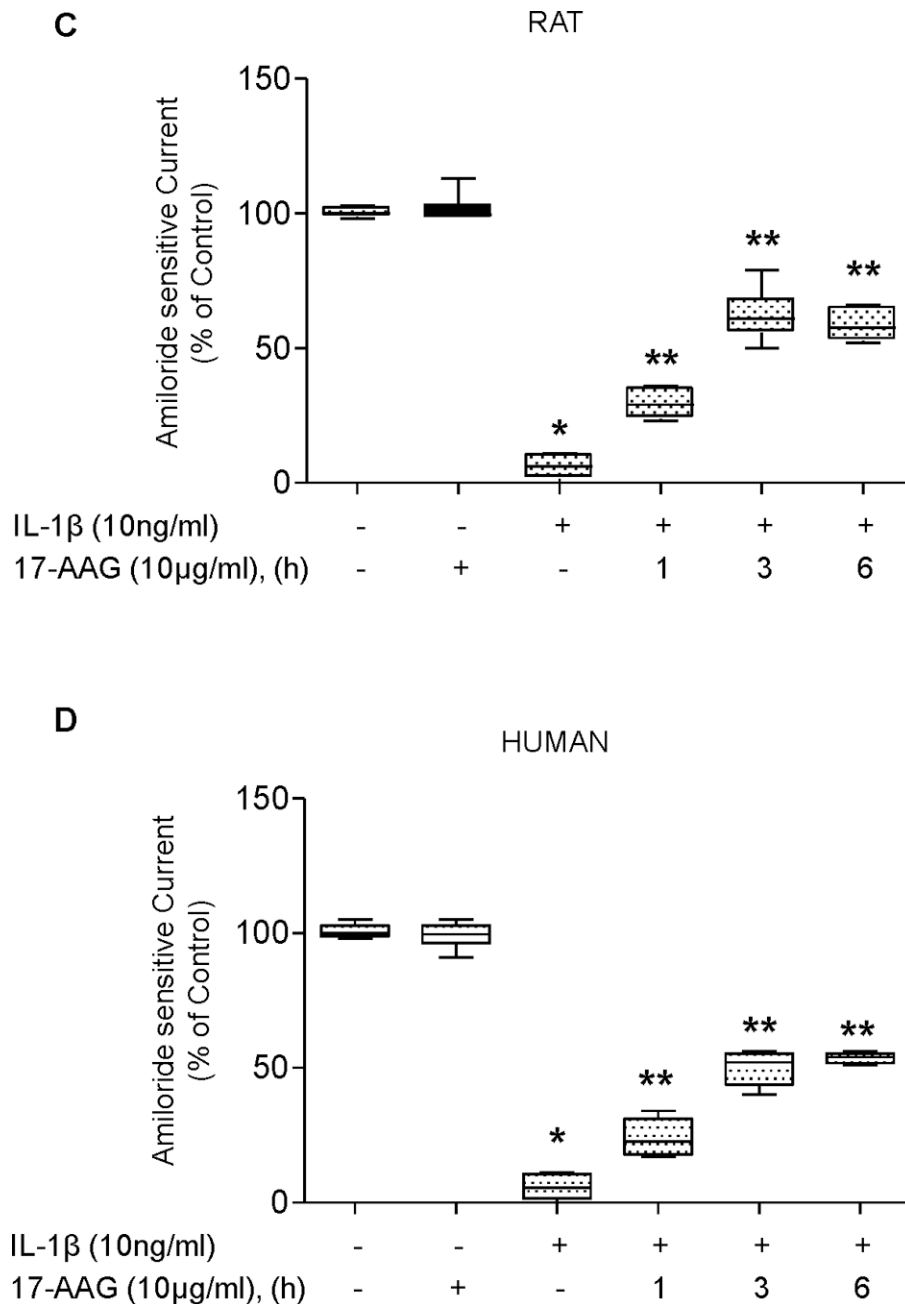 C
RAT
Amiloride sensitive Current
(% of Control)
150
100
50
0
** 
**
**
*
IL-1β (10ng/ml) - - + + + +
17-AAG (10µg/ml), (h) - + - 1 3 6
D
HUMAN
Amiloride sensitive Current
(% of Control)
150
100
50
0
**
**
**
*
IL-1β (10ng/ml) - - + + + +
17-AAG (10µg/ml), (h) - + - 1 3 6